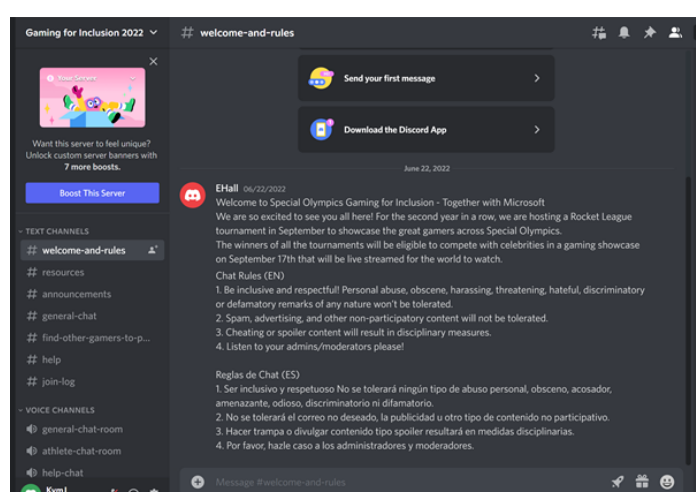 Gaming for Inclusion 2022
# welcome-and-rules
Your Server
Want this server to feel unique?
Unlock custom server banners with
7 more boosts.
Boost This Server
TEXT CHANNELS
# welcome-and-rules
# resources
# announcements
# general-chat
# find-other-gamers-to-p...
# help
# join-log
VOICE CHANNELS
general-chat-room
athlete-chat-room
help-chat
KymJ
Send your first message
Download the Discord App
June 22, 2022
EHall 06/22/2022
Welcome to Special Olympics Gaming for Inclusion - Together with Microsoft
We are so excited to see you all here! For the second year in a row, we are hosting a Rocket League
tournament in September to showcase the great gamers across Special Olympics.
The winners of all the tournaments will be eligible to compete with celebrities in a gaming showcase
on September 17th that will be live streamed for the world to watch.
Chat Rules (EN)
1. Be inclusive and respectful! Personal abuse, obscene, harassing, threatening, hateful, discriminatory
or defamatory remarks of any nature won't be tolerated.
2. Spam, advertising, and other non-participatory content will not be tolerated.
3. Cheating or spoiler content will result in disciplinary measures.
4. Listen to your admins/moderators please!
Reglas de Chat (ES)
1. Ser inclusivo y respetuoso No se tolerará ningún tipo de abuso personal, obsceno, acosador,
amenazante, odioso, discriminatorio ni difamatorio.
2. No se tolerará el correo no deseado, la publicidad u otro tipo de contenido no participativo.
3. Hacer trampa o divulgar contenido tipo spoiler resultará en medidas disciplinarias.
4. Por favor, hazle caso a los administradores y moderadores.
Message #welcome-and-rules